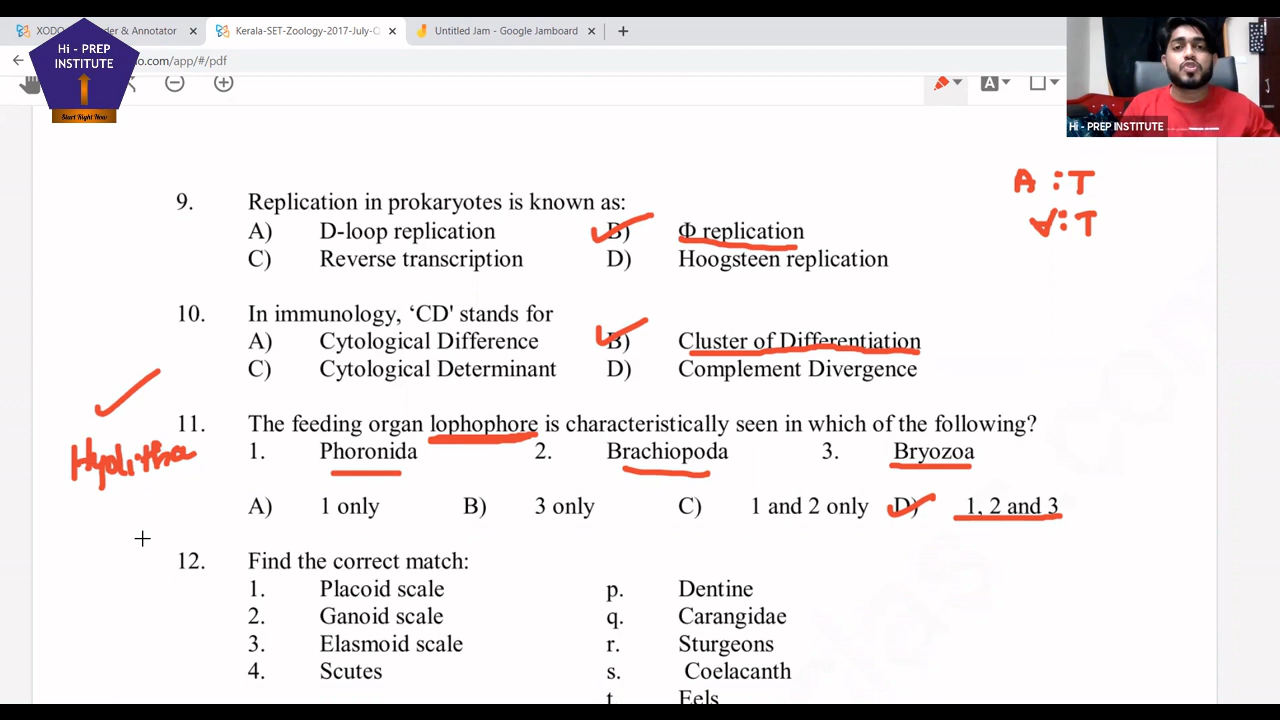 XODO
der & Annotator
Kerala-SET-Zoology-2017-July-
Untitled Jam - Google Jamboard
Hi - PREP
INSTITUTE
Start Right Now
o.com/app/#/pdf
A
Hi - PREP INSTITUTE
A : T
∀ : T
9. Replication in prokaryotes is known as:
A) D-loop replication B) Φ replication
C) Reverse transcription D) Hoogsteen replication
10. In immunology, ‘CD' stands for
A) Cytological Difference B) Cluster of Differentiation
C) Cytological Determinant D) Complement Divergence
11. The feeding organ lophophore is characteristically seen in which of the following?
Hyolitha
1. Phoronida 2. Brachiopoda 3. Bryozoa
A) 1 only B) 3 only C) 1 and 2 only D) 1, 2 and 3
12. Find the correct match:
1. Placoid scale p. Dentine
2. Ganoid scale q. Carangidae
3. Elasmoid scale r. Sturgeons
4. Scutes s. Coelacanth
t. Eels